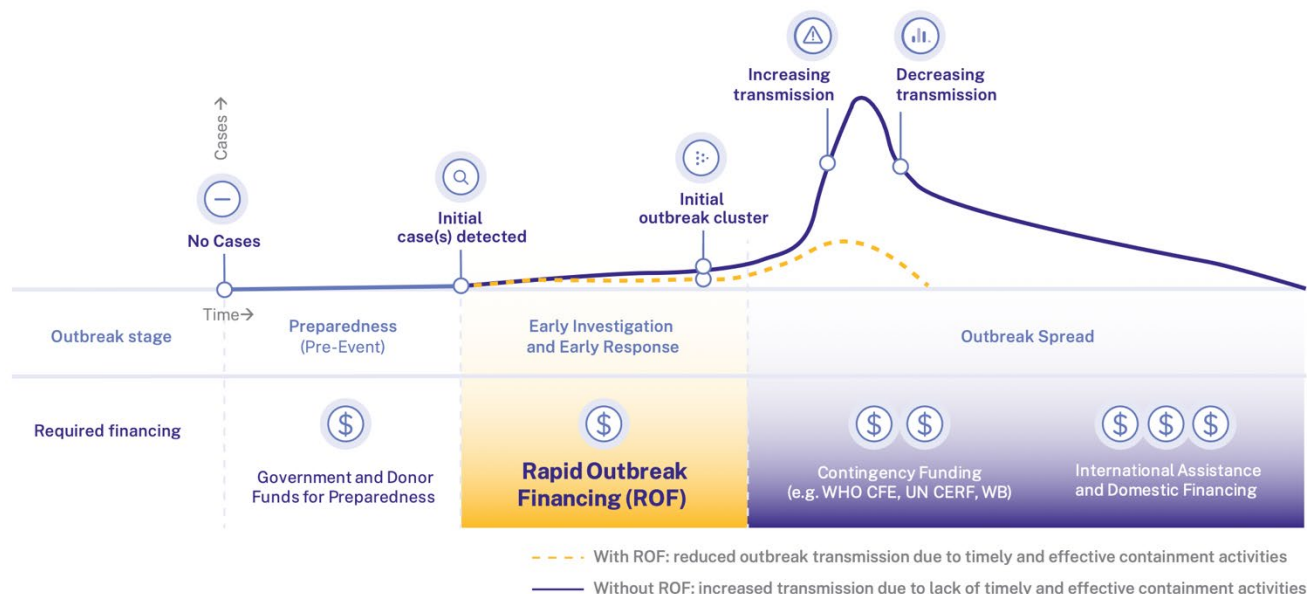 Increasing
transmission
Decreasing
transmission
Cases →
No Cases
Initial
case(s) detected
Initial
outbreak cluster
Time→
Outbreak stage
Preparedness
(Pre-Event)
Early Investigation
and Early Response
Outbreak Spread
Required financing
$
Government and Donor
Funds for Preparedness
$
Rapid Outbreak
Financing (ROF)
$ $
Contingency Funding
(e.g. WHO CFE, UN CERF, WB)
$ $ $
International Assistance
and Domestic Financing
With ROF: reduced outbreak transmission due to timely and effective containment activities
Without ROF: increased transmission due to lack of timely and effective containment activities